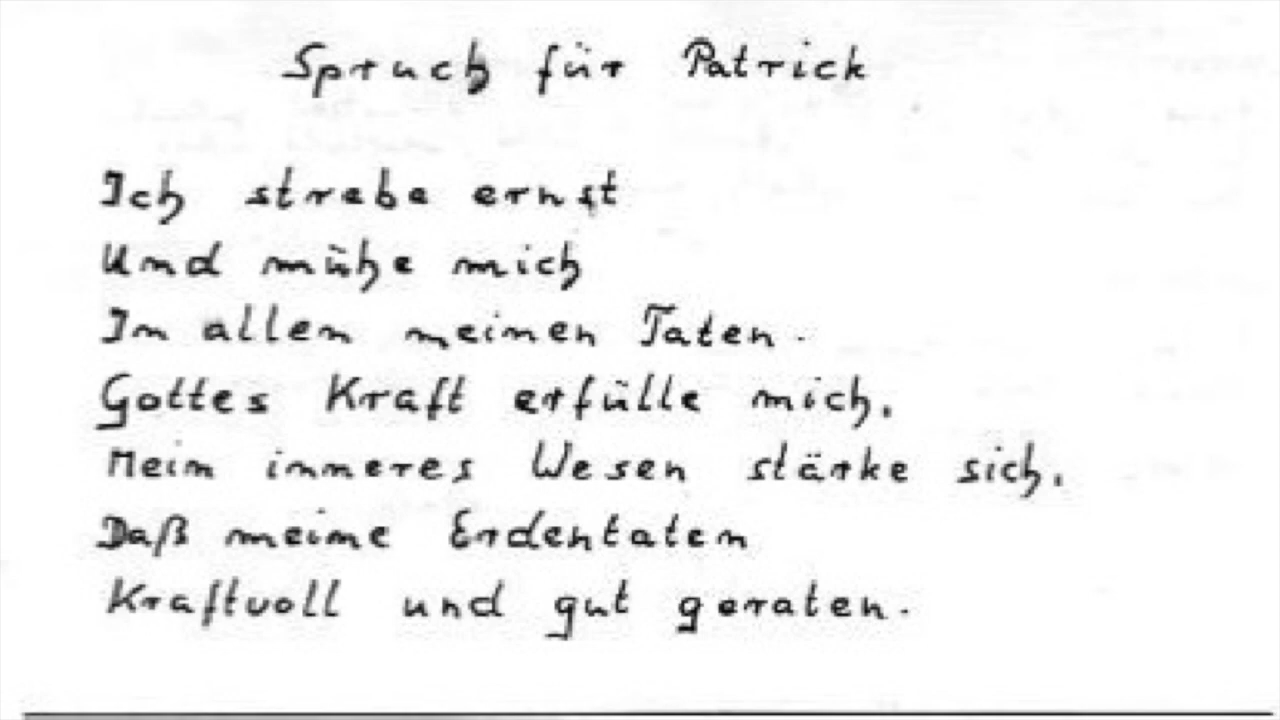 Spruch für Patrick
Ich strebe ernst
Und mühe mich
In allen meinen Taten.
Gottes Kraft erfülle mich,
Mein inneres Wesen stärke sich,
Daß meine Erdentaten
Kraftvoll und gut geraten.